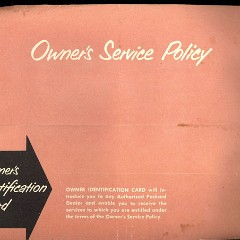 Owner's Service Policy
ner's
tification
d
OWNER IDENTIFICATION CARD will in-
troduce you to any Authorized Packard
Dealer and enable you to receive the
services to which you are entitled under
the terms of the Owner's Service Policy.